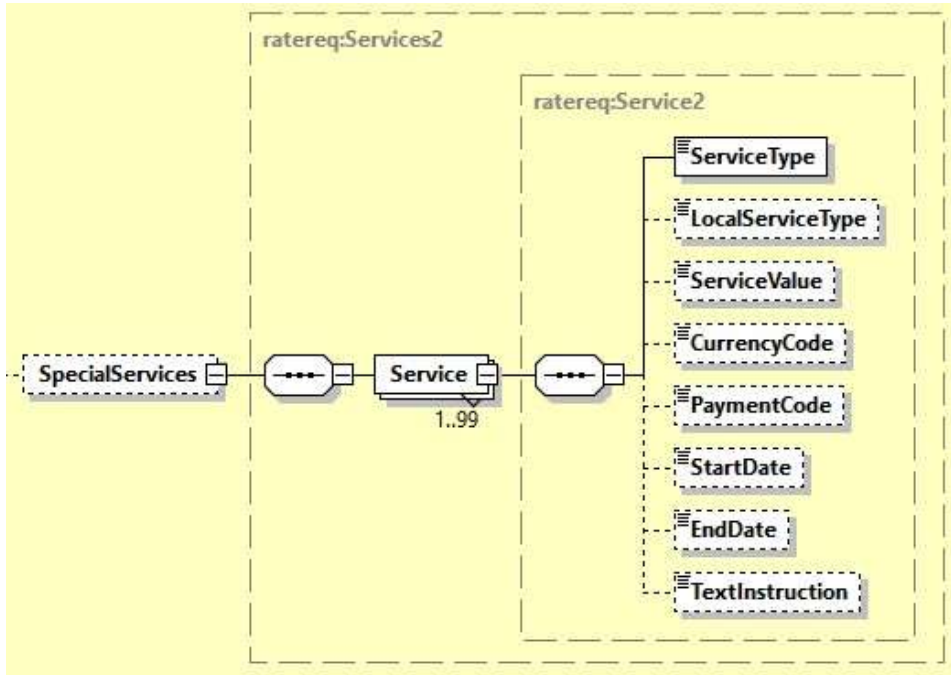 ratereq:Services2
ratereq:Service2
ServiceType
LocalServiceType
ServiceValue
CurrencyCode
SpecialServices
Service
1..99
PaymentCode
StartDate
EndDate
TextInstruction